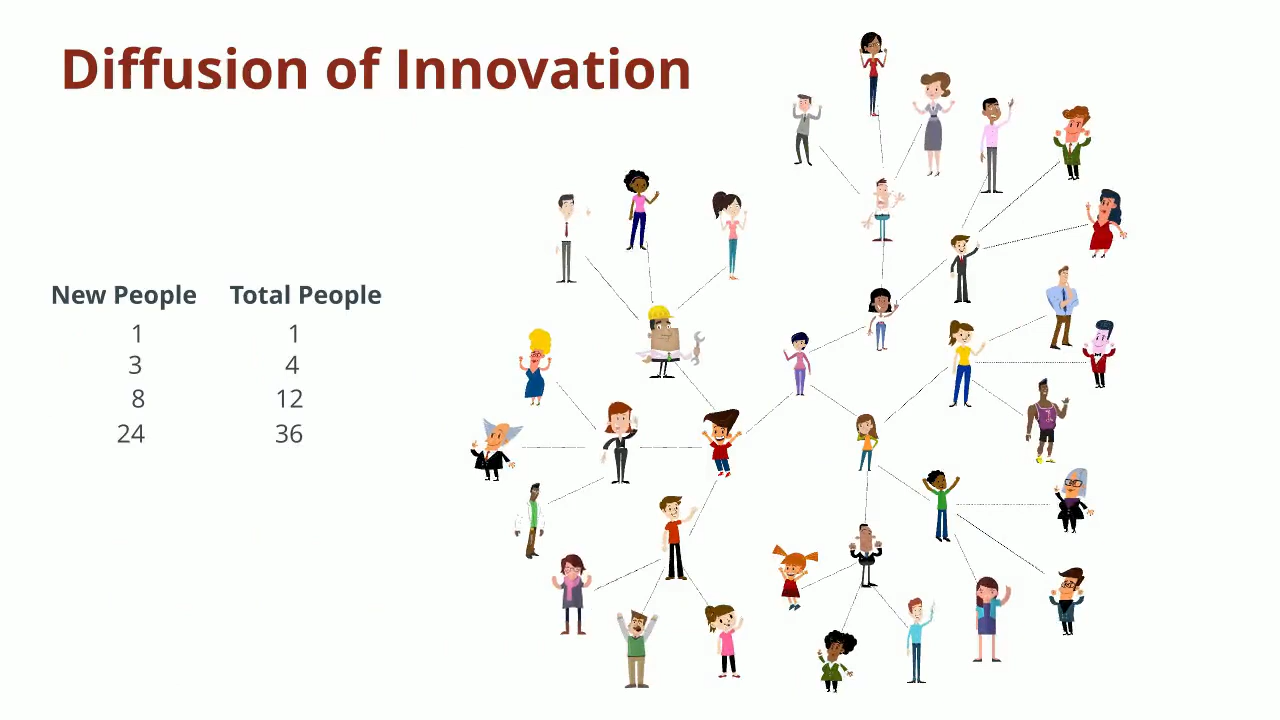 Diffusion of Innovation
New People Total People
1 1
3 4
8 12
24 36